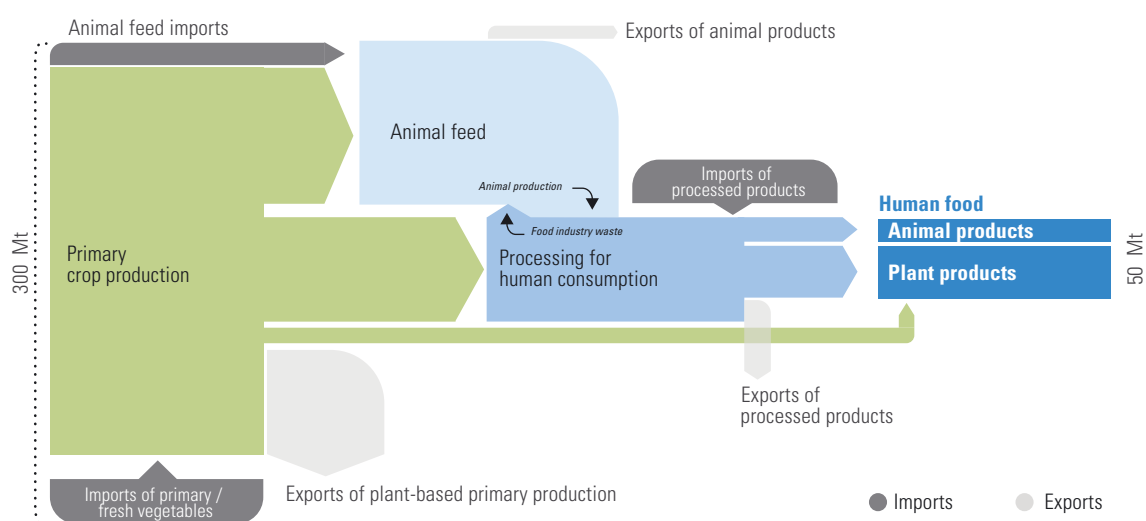 Animal feed imports
Exports of animal products
Animal feed
Animal production
Imports of
processed products
Human food
Animal products
Food industry waste
Primary
crop production
Processing for
human consumption
Plant products
300 Mt
50 Mt
Exports of
processed products
Imports of primary /
fresh vegetables
Exports of plant-based primary production
Imports
Exports